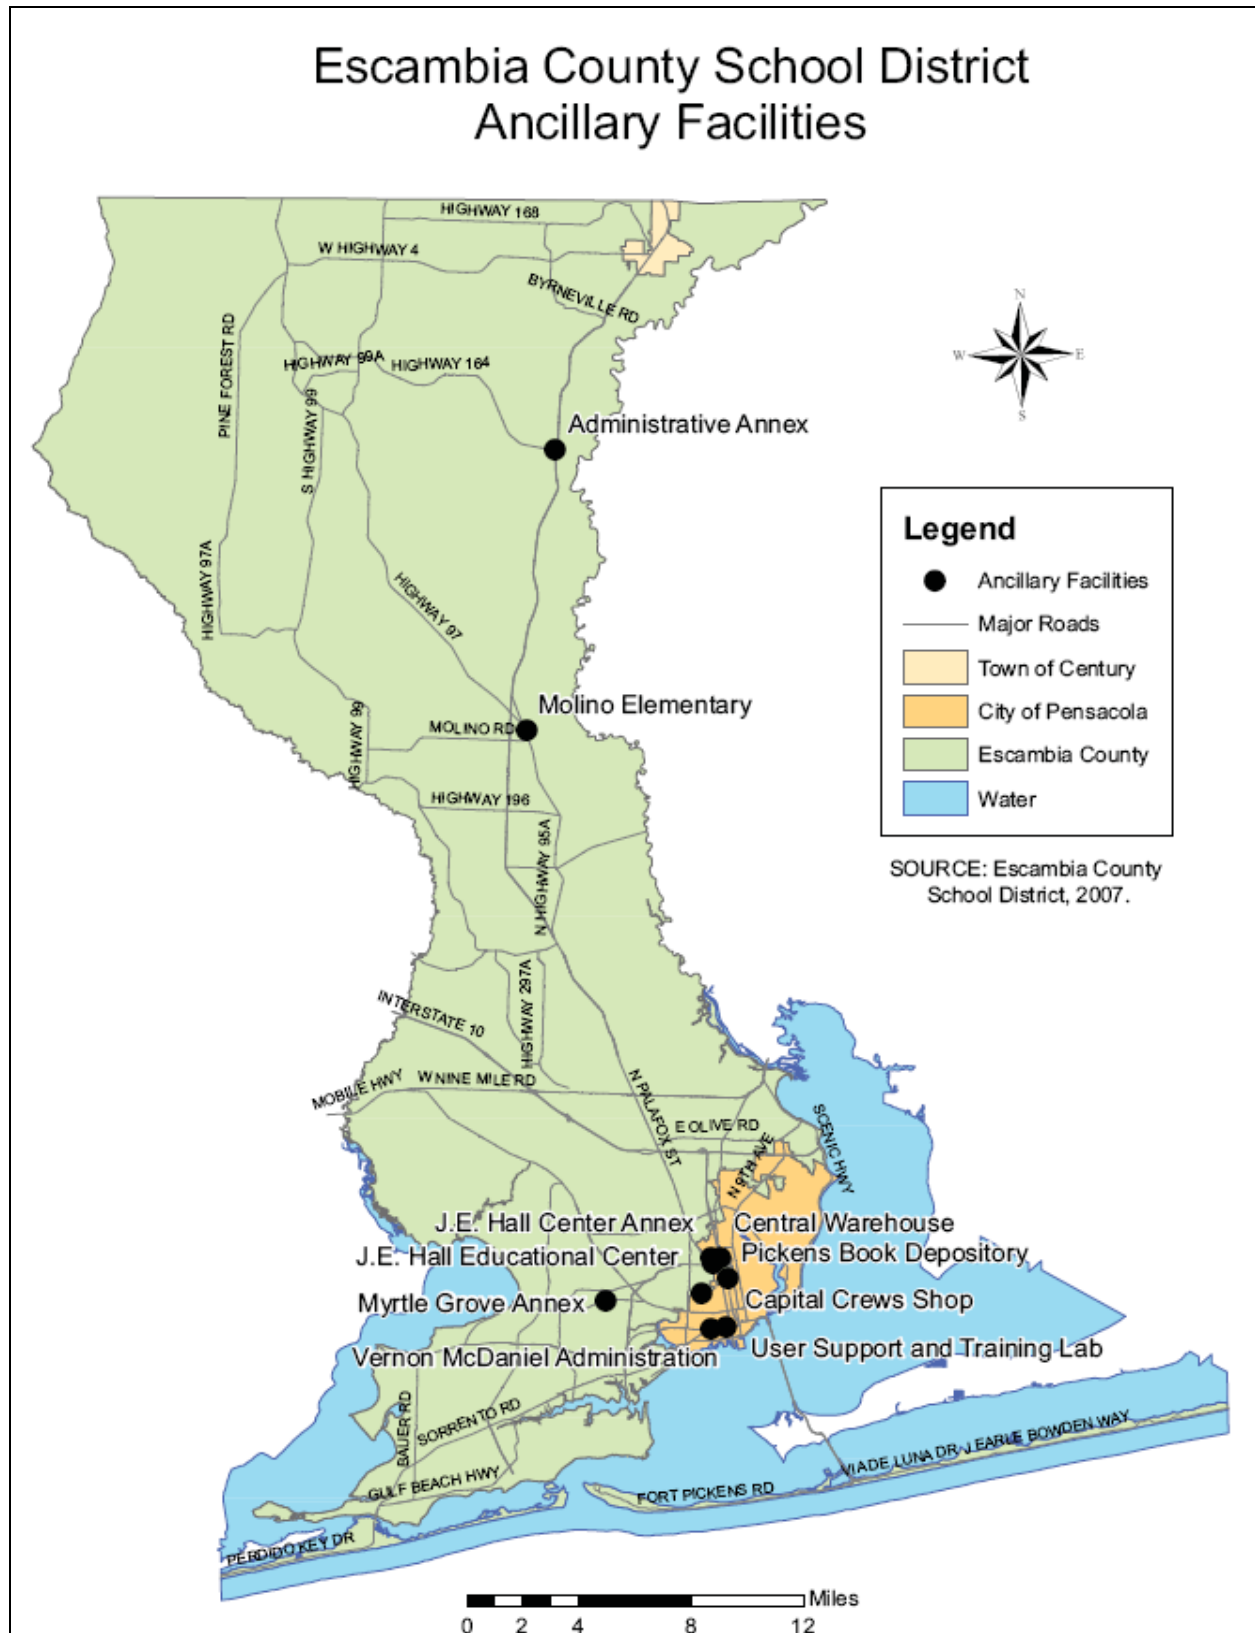 Escambia County School District
Ancillary Facilities
HIGHWAY 168
W HIGHWAY 4
BYRNEVILLE RD
PINE FOREST RD
HIGHWAY 99A
HIGHWAY 164
S HIGHWAY 99
Administrative Annex
HIGHWAY 97A
HIGHWAY 97
Molino Elementary
MOLINO RD
HIGHWAY 99
HIGHWAY 196
N HIGHWAY 95A
HIGHWAY 297A
INTERSTATE 10
MOBILE HWY
W NINE MILE RD
N PALAFOX ST
E OLIVE RD
N 9TH AVE
SCENIC HWY
J.E. Hall Center Annex
Central Warehouse
J.E. Hall Educational Center
Pickens Book Depository
Myrtle Grove Annex
Capital Crews Shop
Vernon McDaniel Administration
User Support and Training Lab
BAUER RD
SORRENTO RD
GULF BEACH HWY
PERDIDO KEY DR
FORT PICKENS RD
VIA DE LUNA DR
J EARLE BOWDEN WAY
N
W
E
S
Legend
Ancillary Facilities
Major Roads
Town of Century
City of Pensacola
Escambia County
Water
SOURCE: Escambia County
School District, 2007.
Miles
0 2 4 8 12